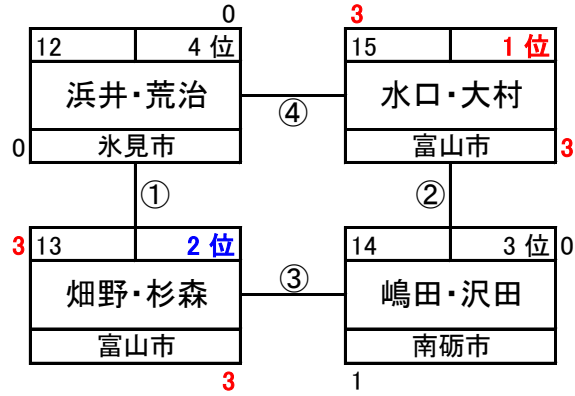 0 3
12 4 位 15 1 位
浜井・荒治 水口・大村
④
0 氷見市 富山市 3
① ②
3 13 2 位 14 3 位 0
畑野・杉森 ③ 嶋田・沢田
富山市 南砺市
3 1